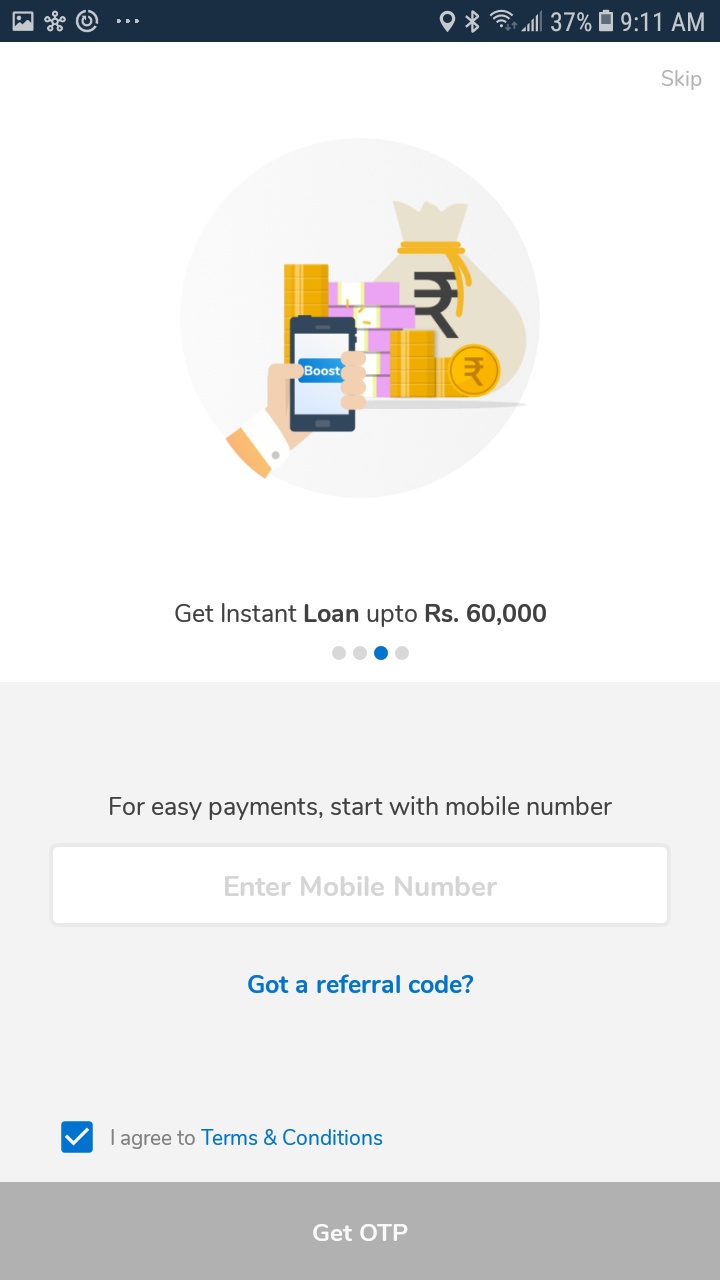 37% 9:11 AM
Skip
₹
₹
Boost
Get Instant Loan upto Rs. 60,000
For easy payments, start with mobile number
Enter Mobile Number
Got a referral code?
I agree to Terms & Conditions
Get OTP